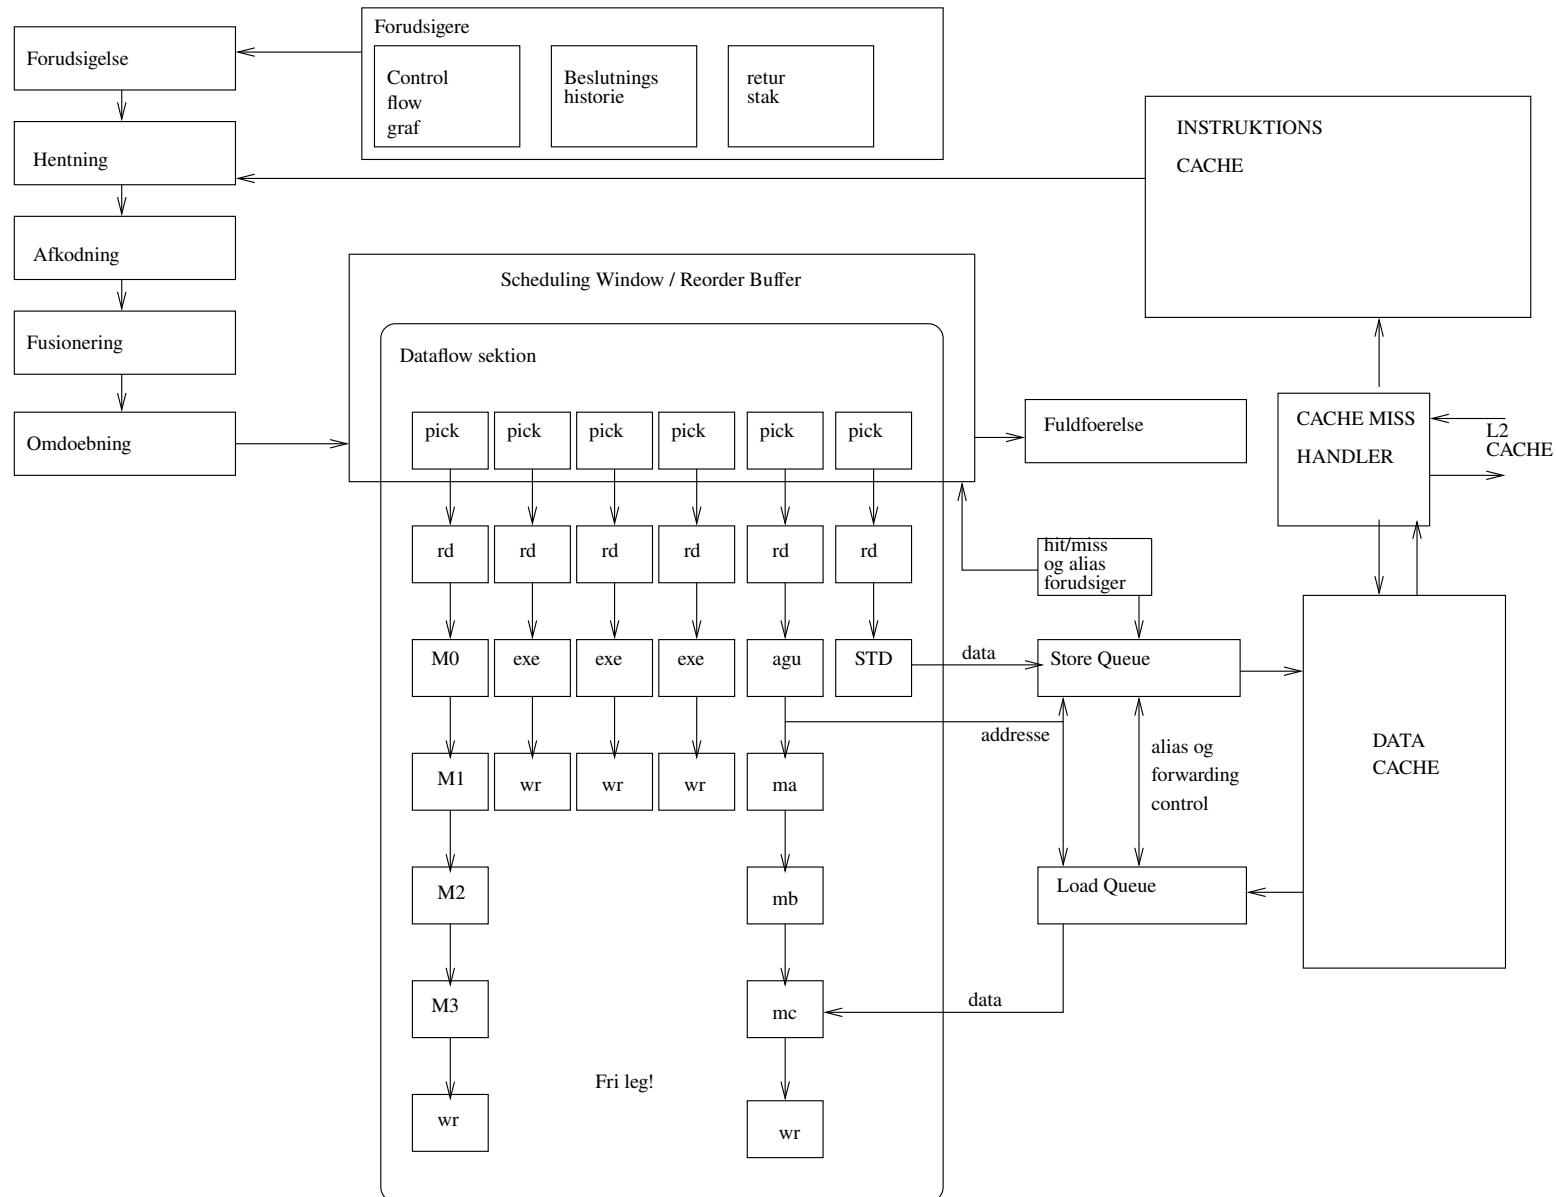 Forudsigere
Forudsigelse
Control
flow
graf
Beslutnings
historie
retur
stak
INSTRUKTIONS
CACHE
Hentning
Afkodning
Scheduling Window / Reorder Buffer
Fusionering
Dataflow sektion
Omdoebning
pick
pick
pick
pick
pick
pick
Fuldfoerelse
CACHE MISS
HANDLER
L2
CACHE
rd
rd
rd
rd
rd
rd
hit/miss
og alias
forudsiger
M0
exe
exe
exe
agu
STD
data
Store Queue
addresse
alias og
forwarding
control
DATA
CACHE
M1
wr
wr
wr
ma
M2
mb
Load Queue
M3
mc
data
Fri leg!
wr
wr